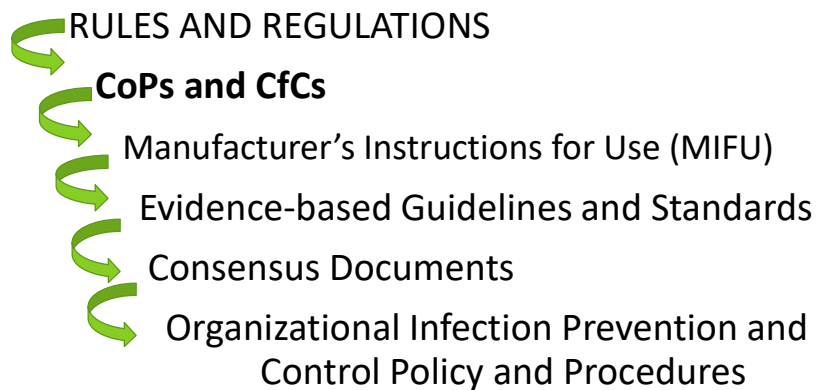 RULES AND REGULATIONS
CoPs and CfCs
Manufacturer’s Instructions for Use (MIFU)
Evidence-based Guidelines and Standards
Consensus Documents
Organizational Infection Prevention and
Control Policy and Procedures